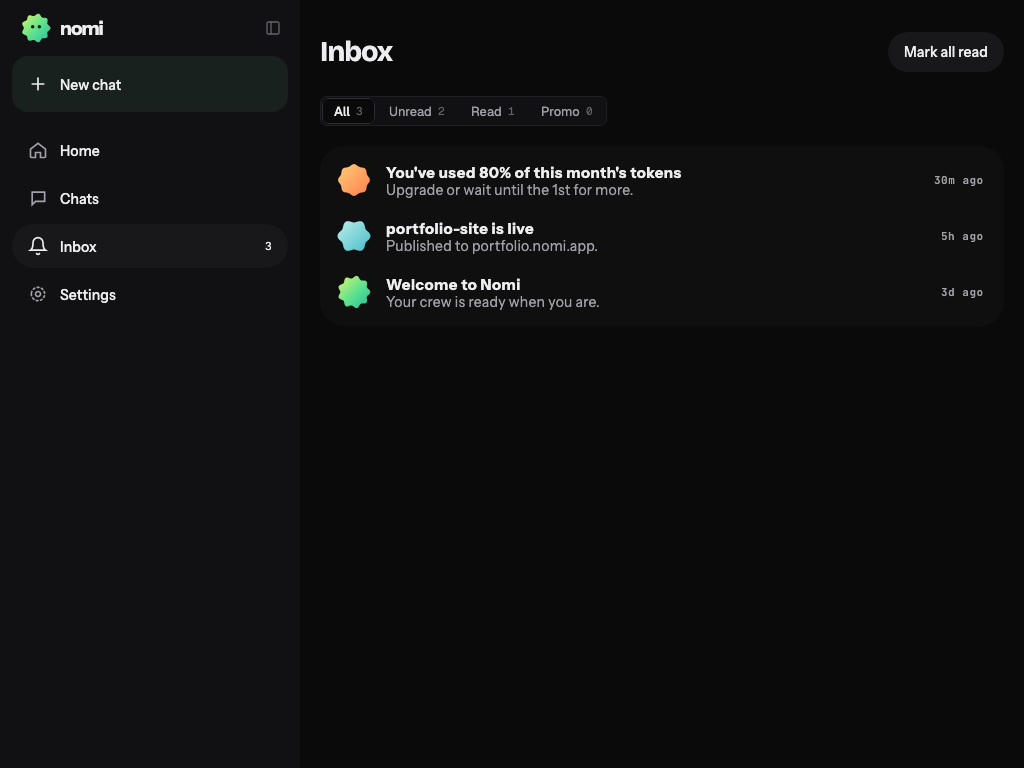 nomi
New chat
Home
Chats
Inbox 3
Settings
Inbox
Mark all read
All 3 Unread 2 Read 1 Promo 0
You've used 80% of this month's tokens
Upgrade or wait until the 1st for more.
30m ago
portfolio-site is live
Published to portfolio.nomi.app.
5h ago
Welcome to Nomi
Your crew is ready when you are.
3d ago